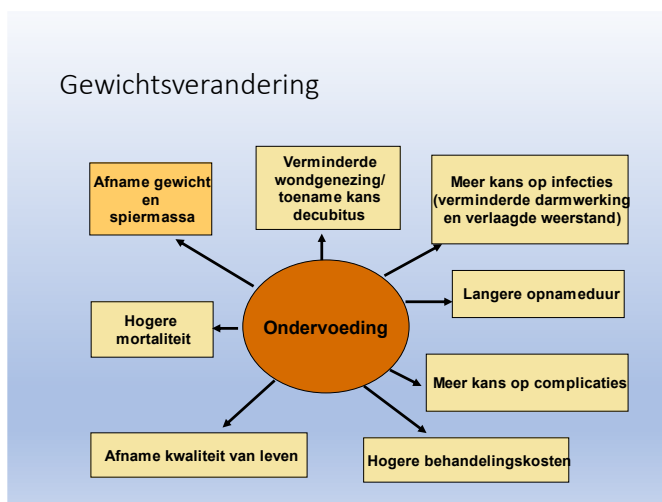 Gewichtsverandering
Afname gewicht
en
spiermassa
Verminderde
wondgenezing/
toename kans
decubitus
Meer kans op infecties
(verminderde darmwerking
en verlaagde weerstand)
Hogere
mortaliteit
Ondervoeding
Langere opnameduur
Meer kans op complicaties
Afname kwaliteit van leven
Hogere behandelingskosten